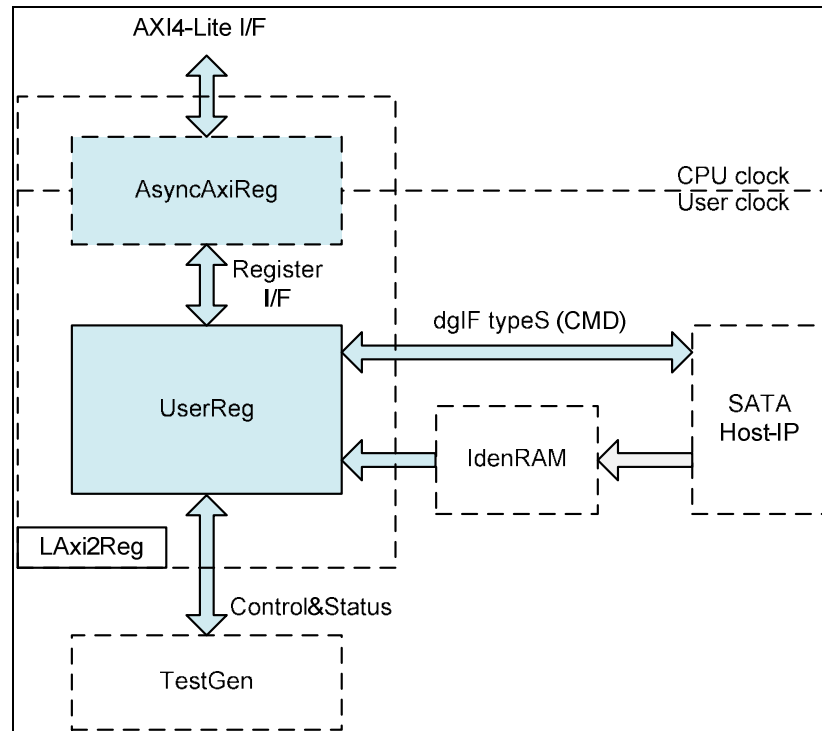 AXI4-Lite I/F
AsyncAxiReg
CPU clock
User clock
Register
I/F
dgIF typeS (CMD)
UserReg
SATA
Host-IP
IdenRAM
LAxi2Reg
Control&Status
TestGen